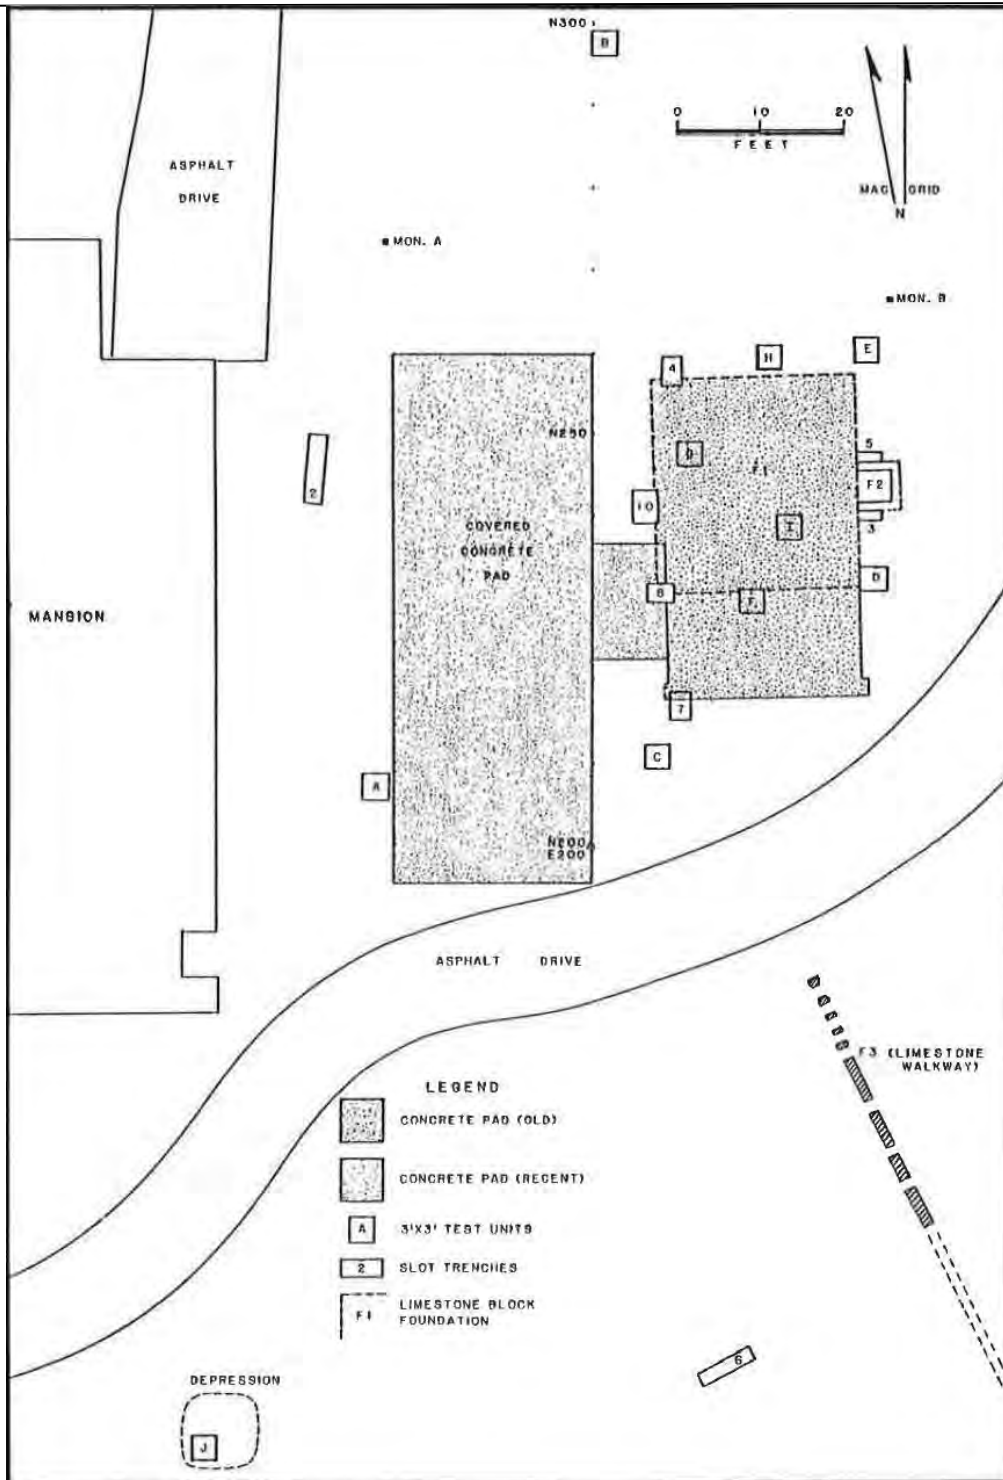 N300
B
0 10 20
FEET
ASPHALT
DRIVE
MAG GRID
N
MON. A
MON. B
4
H
E
N250
5
F1
F2
2
10
I
3
COVERED
CONCRETE
PAD
D
8
F
MANSION
7
C
A
N200
E200
ASPHALT DRIVE
F3 (LIMESTONE
WALKWAY)
LEGEND
CONCRETE PAD (OLD)
CONCRETE PAD (RECENT)
A
3'X3' TEST UNITS
2
SLOT TRENCHES
F1
LIMESTONE BLOCK
FOUNDATION
6
DEPRESSION
J